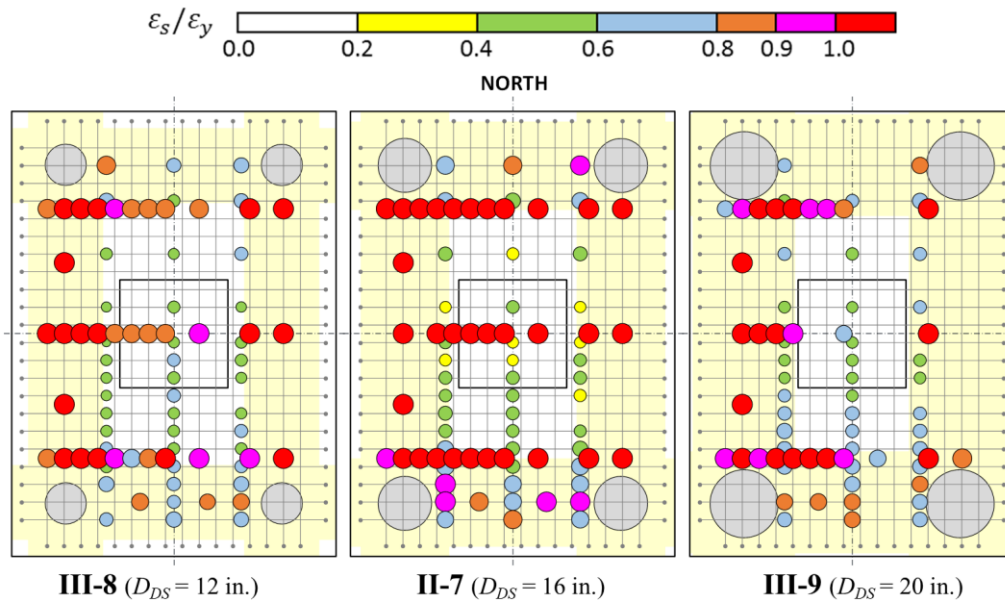 εs/εy
0.0 0.2 0.4 0.6 0.8 0.9 1.0
NORTH
III-8 (DDS = 12 in.) II-7 (DDS = 16 in.) III-9 (DDS = 20 in.)